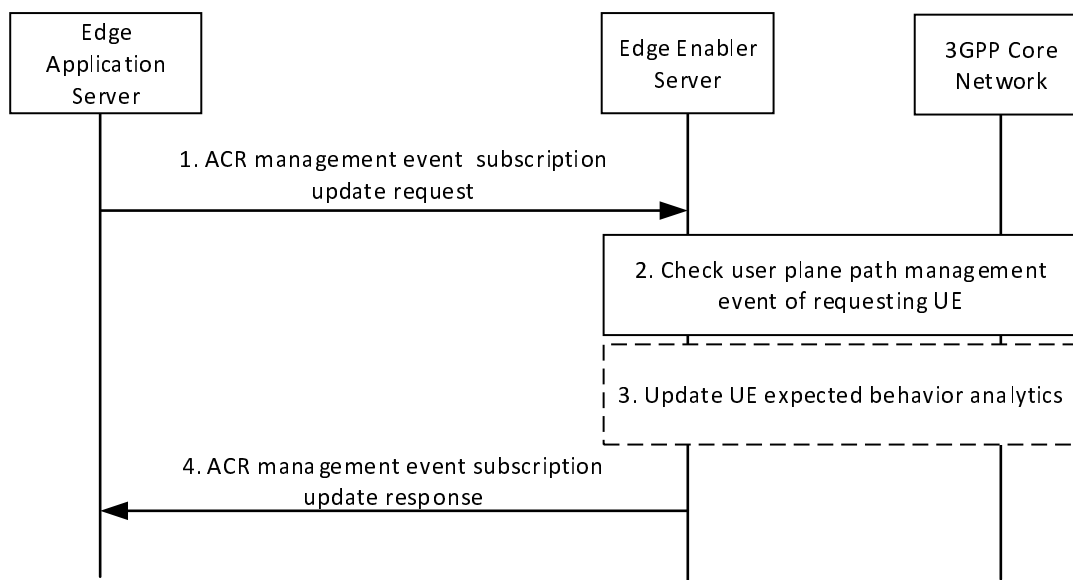 Edge
Application
Server
Edge Enabler
Server
3GPP Core
Network
1. ACR management event subscription
update request
2. Check user plane path management
event of requesting UE
3. Update UE expected behavior analytics
4. ACR management event subscription
update response